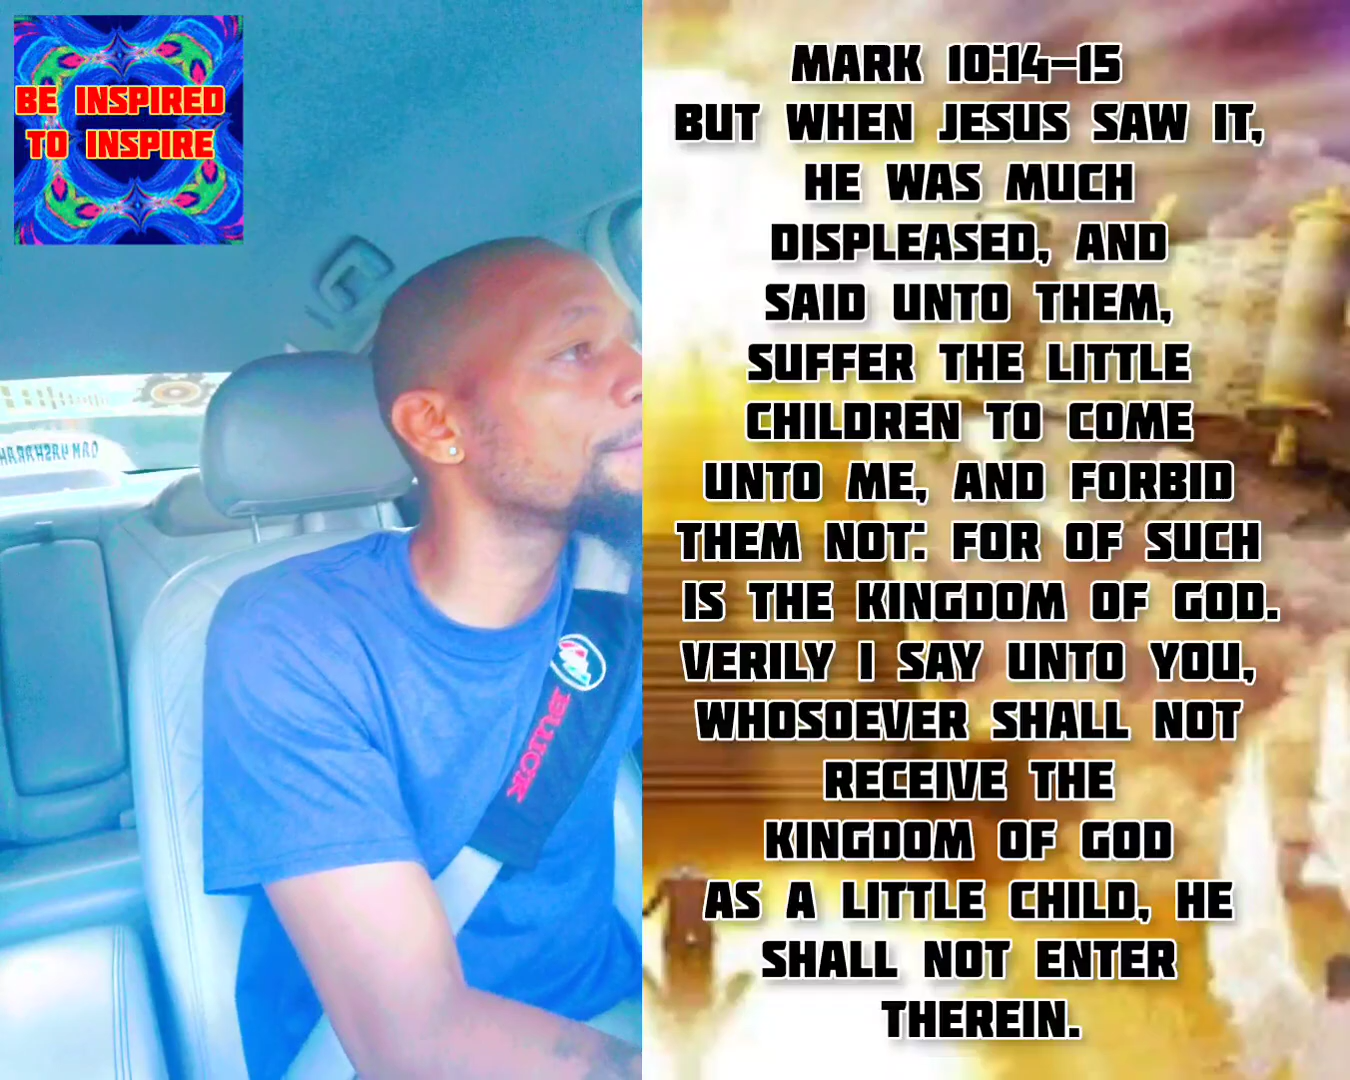 BE INSPIRED
TO INSPIRE
BUICK
MARK 10:14-15
BUT WHEN JESUS SAW IT,
HE WAS MUCH
DISPLEASED, AND
SAID UNTO THEM,
SUFFER THE LITTLE
CHILDREN TO COME
UNTO ME, AND FORBID
THEM NOT: FOR OF SUCH
IS THE KINGDOM OF GOD.
VERILY I SAY UNTO YOU,
WHOSOEVER SHALL NOT
RECEIVE THE
KINGDOM OF GOD
AS A LITTLE CHILD, HE
SHALL NOT ENTER
THEREIN.